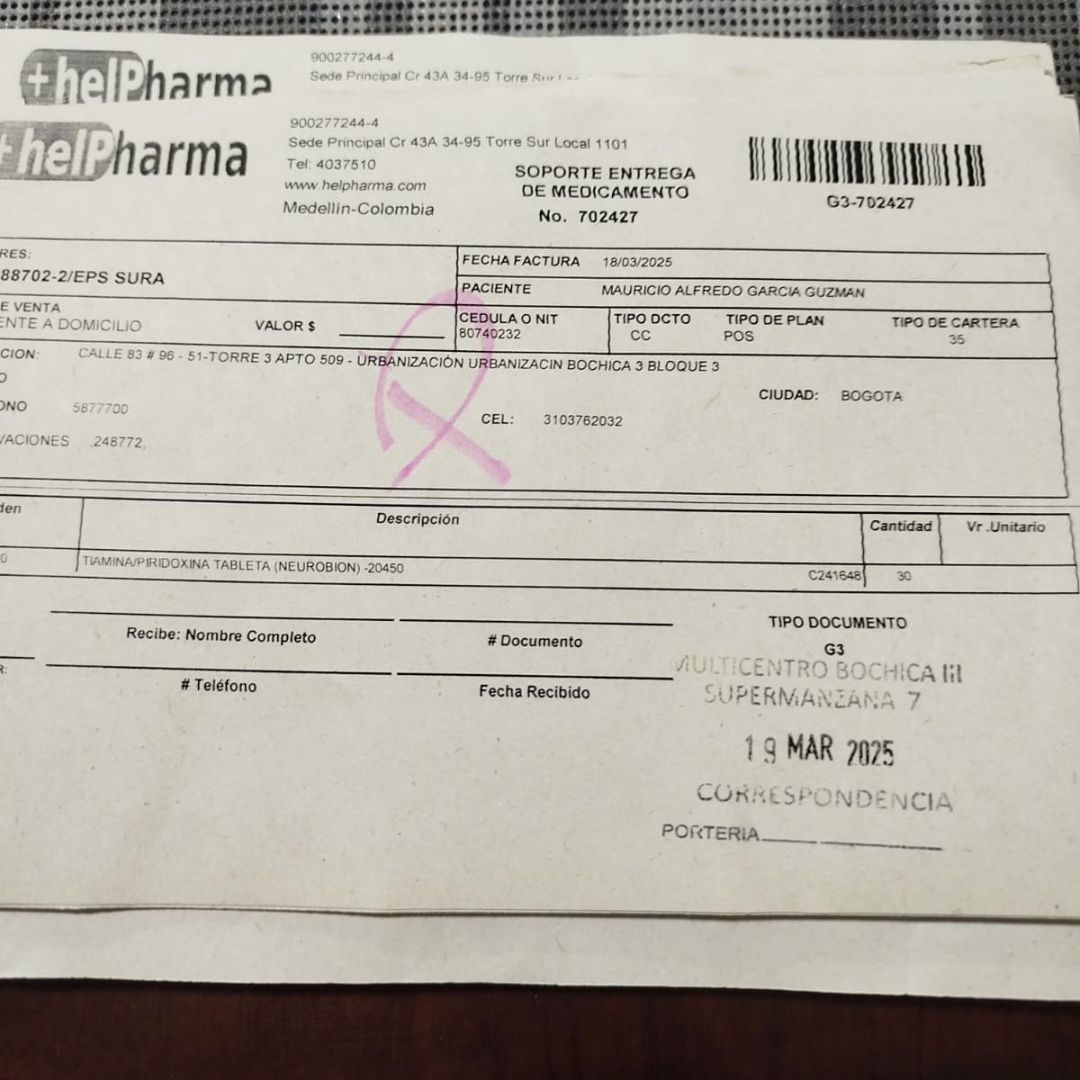 +helPharma
900277244-4
Sede Principal Cr 43A 34-95 Torre Sur
+helPharma
900277244-4
Sede Principal Cr 43A 34-95 Torre Sur Local 1101
Tel: 4037510
www.helpharma.com
Medellin-Colombia
SOPORTE ENTREGA
DE MEDICAMENTO
No. 702427
G3-702427
RES:
88702-2/EPS SURA
FECHA FACTURA 18/03/2025
PACIENTE MAURICIO ALFREDO GARCIA GUZMAN
E VENTA
ENTE A DOMICILIO VALOR $
CEDULA O NIT TIPO DCTO TIPO DE PLAN TIPO DE CARTERA
80740232 CC POS 35
CION: CALLE 83 # 96 - 51-TORRE 3 APTO 509 - URBANIZACIÓN URBANIZACIN BOCHICA 3 BLOQUE 3
O
CIUDAD: BOGOTA
ONO 5877700
CEL: 3103762032
VACIONES .248772,
den Descripción Cantidad Vr .Unitario
0 TIAMINA/PIRIDOXINA TABLETA (NEUROBION) -20450 C241648 30
Recibe: Nombre Completo # Documento
TIPO DOCUMENTO
G3
R:
# Teléfono Fecha Recibido
MULTICENTRO BOCHICA III
SUPERMANZANA 7
19 MAR 2025
CORRESPONDENCIA
PORTERIA